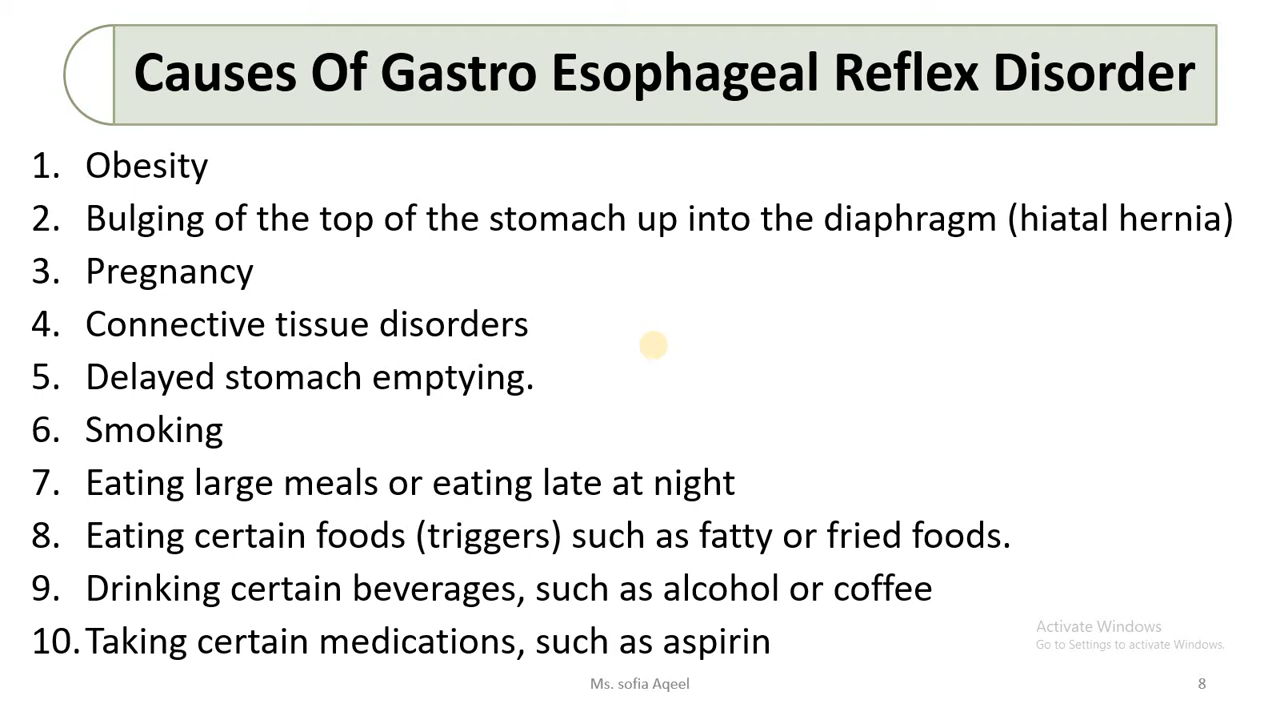 Causes Of Gastro Esophageal Reflex Disorder
1. Obesity
2. Bulging of the top of the stomach up into the diaphragm (hiatal hernia)
3. Pregnancy
4. Connective tissue disorders
5. Delayed stomach emptying.
6. Smoking
7. Eating large meals or eating late at night
8. Eating certain foods (triggers) such as fatty or fried foods.
9. Drinking certain beverages, such as alcohol or coffee
10. Taking certain medications, such as aspirin
Activate Windows
Go to Settings to activate Windows.
Ms. sofia Aqeel
8